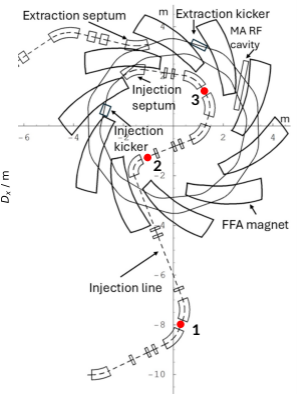 Extraction septum
m
Extraction kicker
4
MA RF
cavity
Injection
septum
3
m
−6
−4
2
4
Injection
kicker
2
−2
D_x / m
FFA magnet
−4
−6
Injection line
−8
1
−10